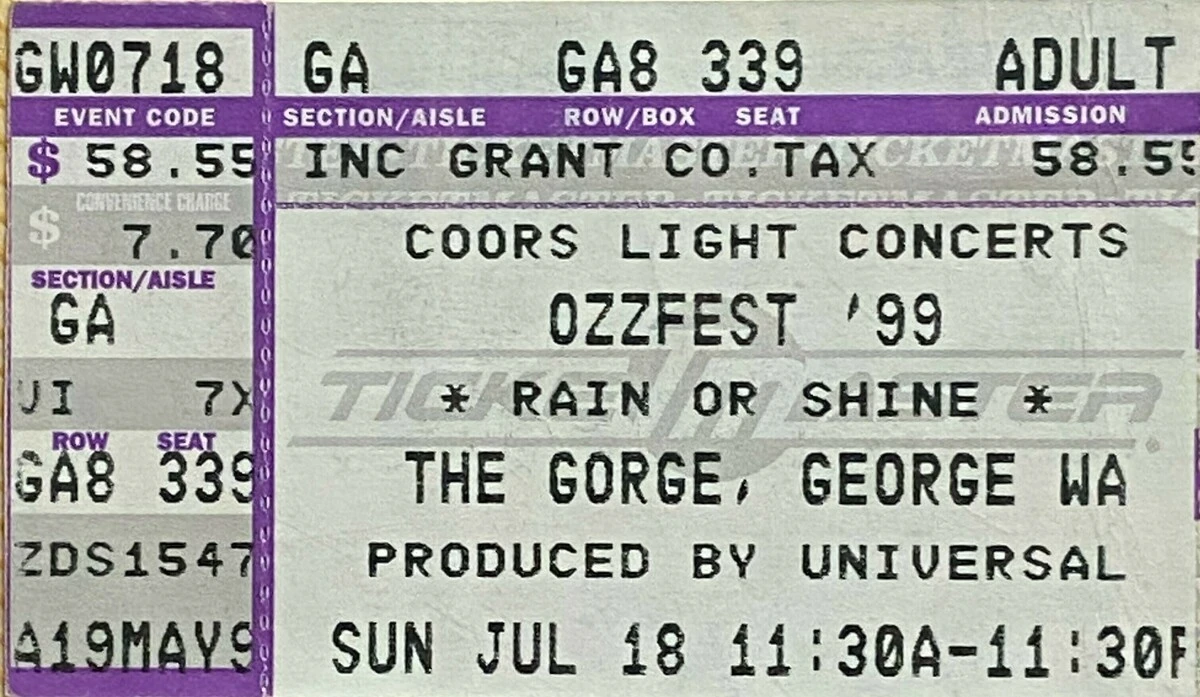 GW0718 GA GA8 339 ADULT
EVENT CODE SECTION/AISLE ROW/BOX SEAT ADMISSION
$ 58.55 INC GRANT CO.TAX 58.55
CONVENIENCE CHARGE
$ 7.70
COORS LIGHT CONCERTS
SECTION/AISLE
GA
OZZFEST '99
TICKETMASTER
VI 7X
* RAIN OR SHINE *
ROW SEAT
GA8 339
THE GORGE, GEORGE WA
ZDS1547
PRODUCED BY UNIVERSAL
A19MAY9
SUN JUL 18 11:30A-11:30P